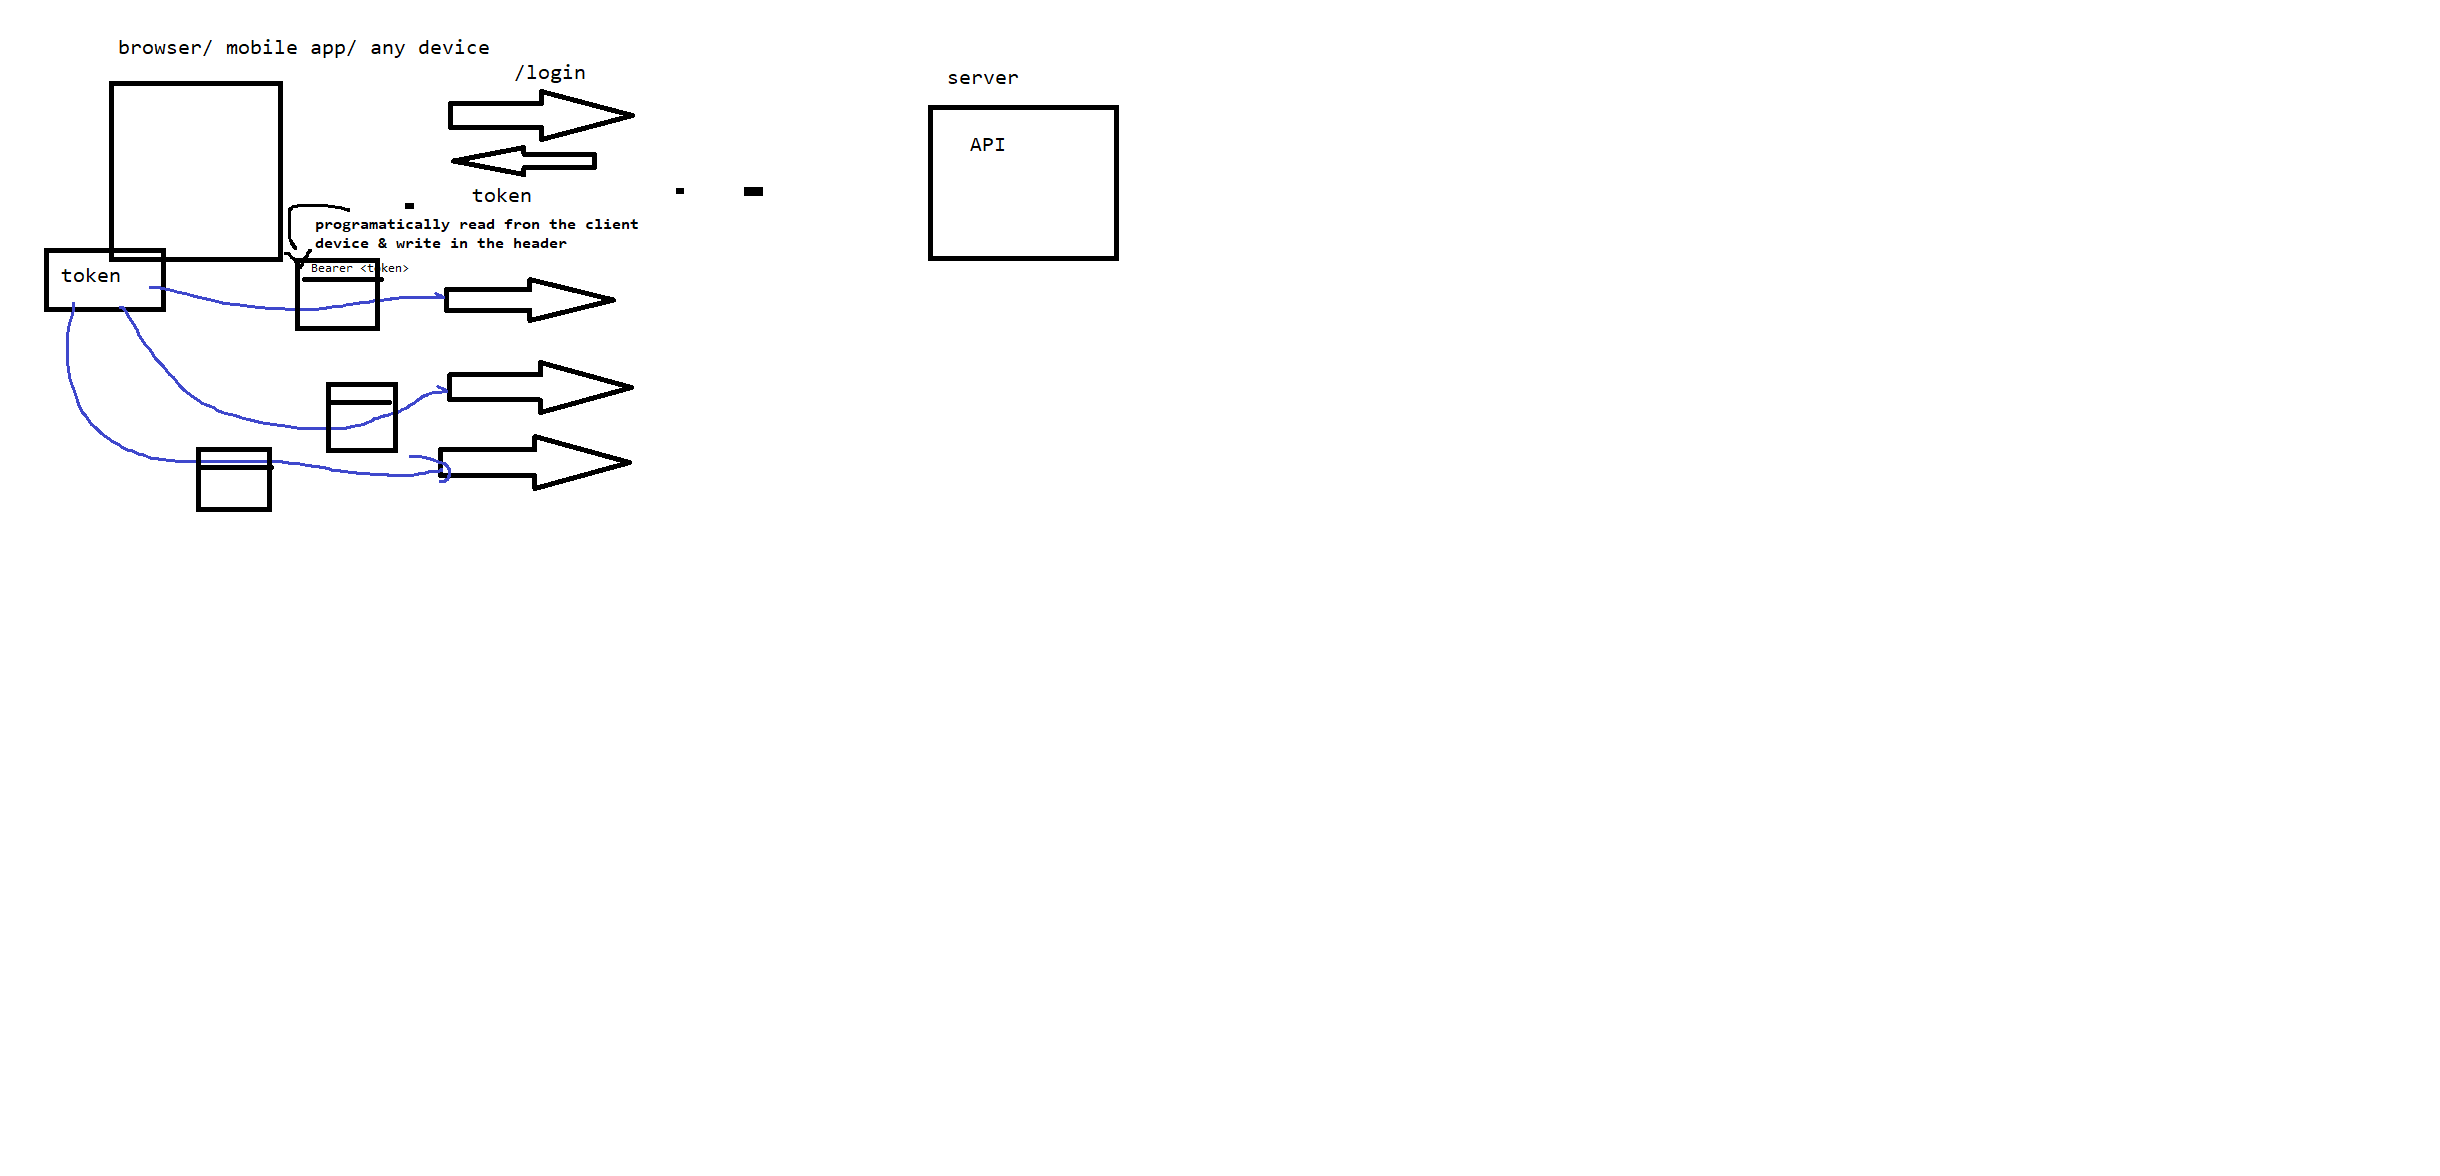 browser/ mobile app/ any device
/login
server
API
token
programatically read fron the client
device & write in the header
Bearer <token>
token